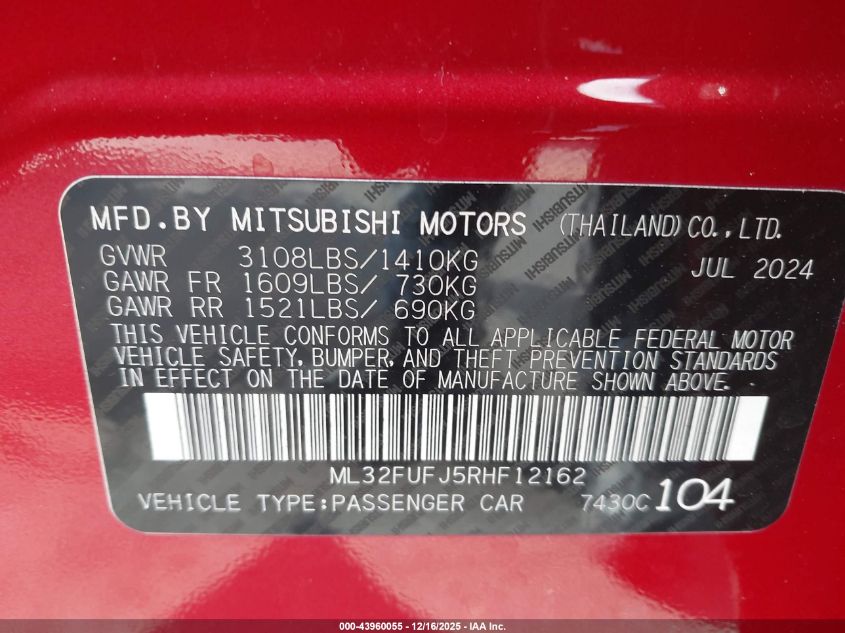 MFD.BY MITSUBISHI MOTORS (THAILAND) CO.,LTD.
GVWR 3108LBS/1410KG JUL 2024
GAWR FR 1609LBS/ 730KG
GAWR RR 1521LBS/ 690KG
THIS VEHICLE CONFORMS TO ALL APPLICABLE FEDERAL MOTOR
VEHICLE SAFETY, BUMPER, AND THEFT PREVENTION STANDARDS
IN EFFECT ON THE DATE OF MANUFACTURE SHOWN ABOVE.
ML32FUFJ5RHF12162
VEHICLE TYPE:PASSENGER CAR 7430C 104
000-43960055 - 12/16/2025 - IAA Inc.